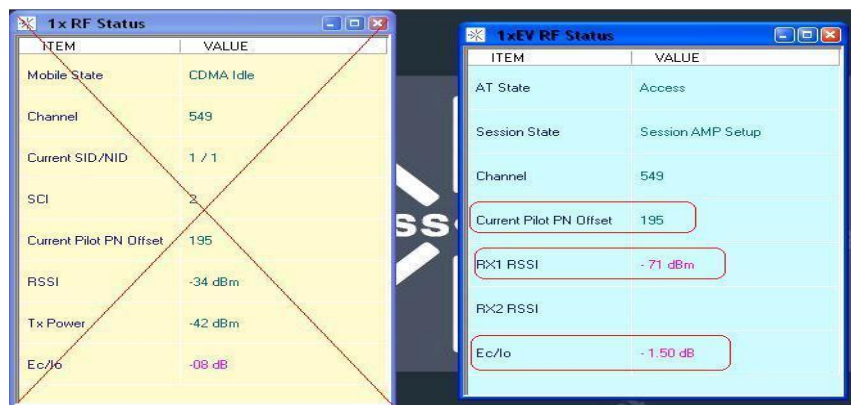 1x RF Status
ITEM VALUE
Mobile State CDMA Idle
Channel 549
Current SID/NID 1 / 1
SCI 2
Current Pilot PN Offset 195
RSSI -34 dBm
Tx Power -42 dBm
Ec/Io -08 dB
ss
1xEV RF Status
ITEM VALUE
AT State Access
Session State Session AMP Setup
Channel 549
Current Pilot PN Offset 195
RX1 RSSI - 71 dBm
RX2 RSSI
Ec/Io - 1.50 dB